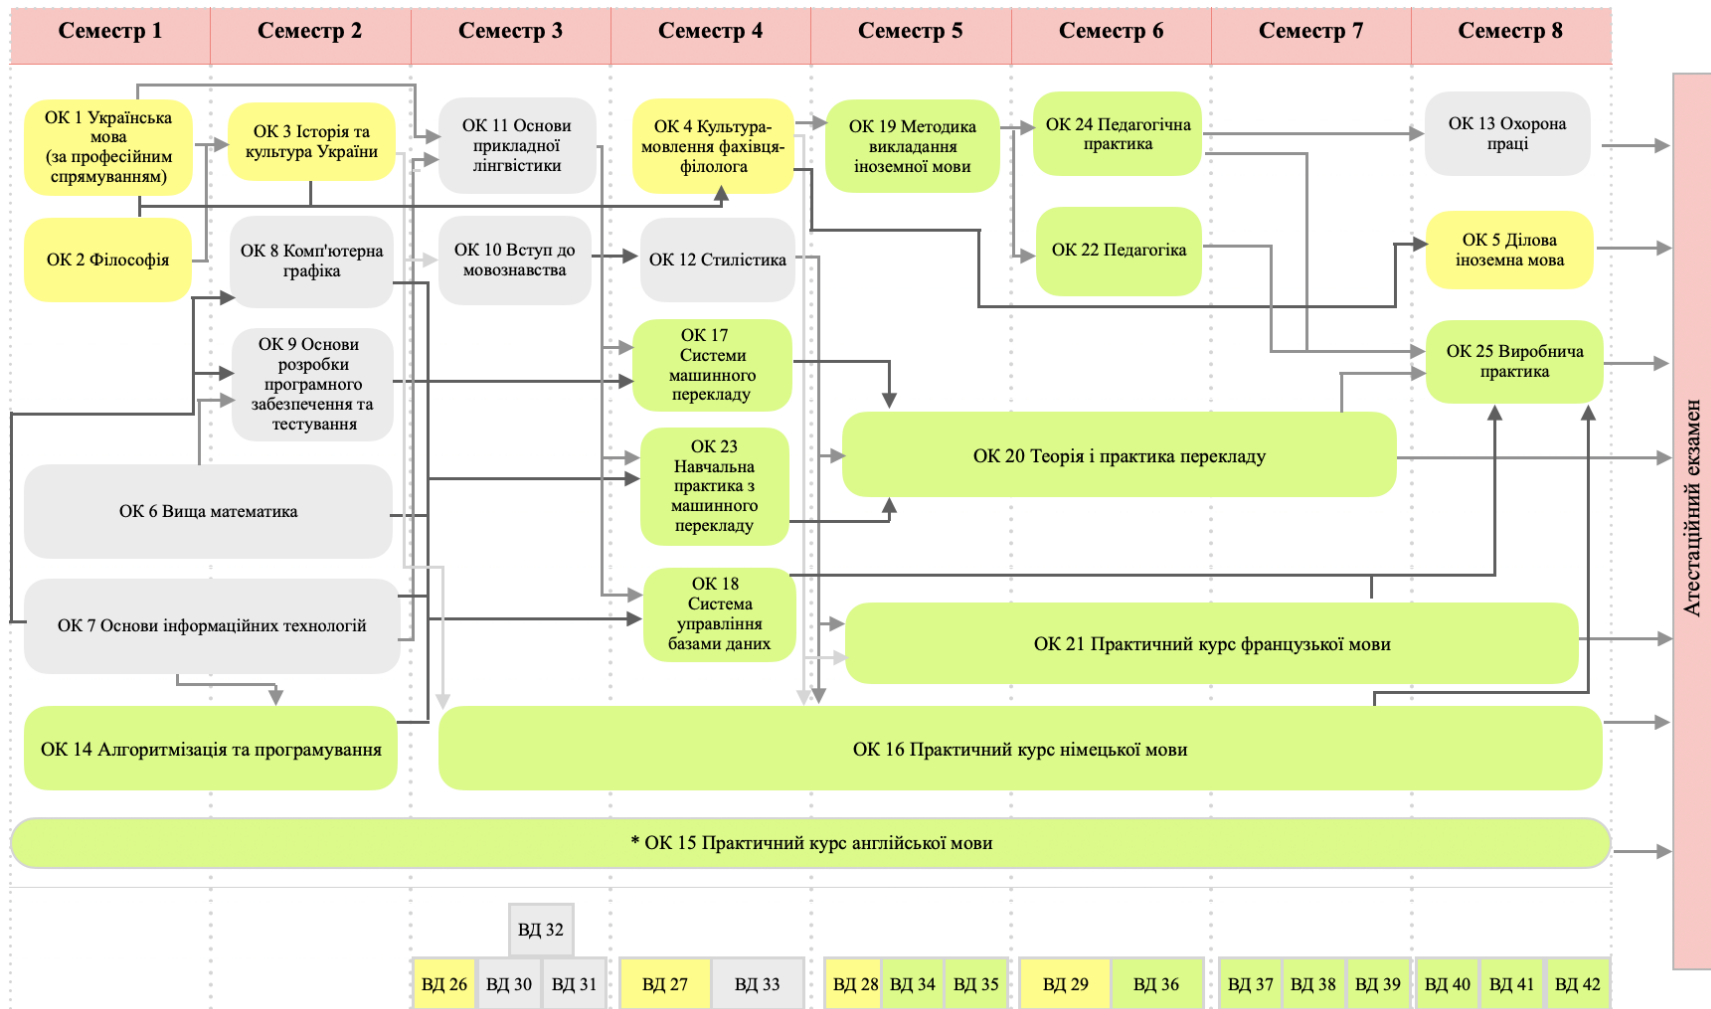 Семестр 1
Семестр 2
Семестр 3
Семестр 4
Семестр 5
Семестр 6
Семестр 7
Семестр 8
ОК 1 Українська
мова
(за професійним
спрямуванням)
ОК 3 Історія та
культура України
ОК 11 Основи
прикладної
лінгвістики
ОК 4 Культура-
мовлення фахівця-
філолога
ОК 19 Методика
викладання
іноземної мови
ОК 24 Педагогічна
практика
ОК 13 Охорона
праці
ОК 2 Філософія
ОК 8 Комп'ютерна
графіка
ОК 10 Вступ до
мовознавства
ОК 12 Стилістика
ОК 22 Педагогіка
ОК 5 Ділова
іноземна мова
ОК 9 Основи
розробки
програмного
забезпечення та
тестування
ОК 17
Системи
машинного
перекладу
ОК 25 Виробнича
практика
ОК 6 Вища математика
ОК 23
Навчальна
практика з
машинного
перекладу
ОК 20 Теорія і практика перекладу
ОК 7 Основи інформаційних технологій
ОК 18
Система
управління
базами даних
ОК 21 Практичний курс французької мови
ОК 14 Алгоритмізація та програмування
ОК 16 Практичний курс німецької мови
* ОК 15 Практичний курс англійської мови
Атестаційний екзамен
ВД 32
ВД 26
ВД 30
ВД 31
ВД 27
ВД 33
ВД 28
ВД 34
ВД 35
ВД 29
ВД 36
ВД 37
ВД 38
ВД 39
ВД 40
ВД 41
ВД 42